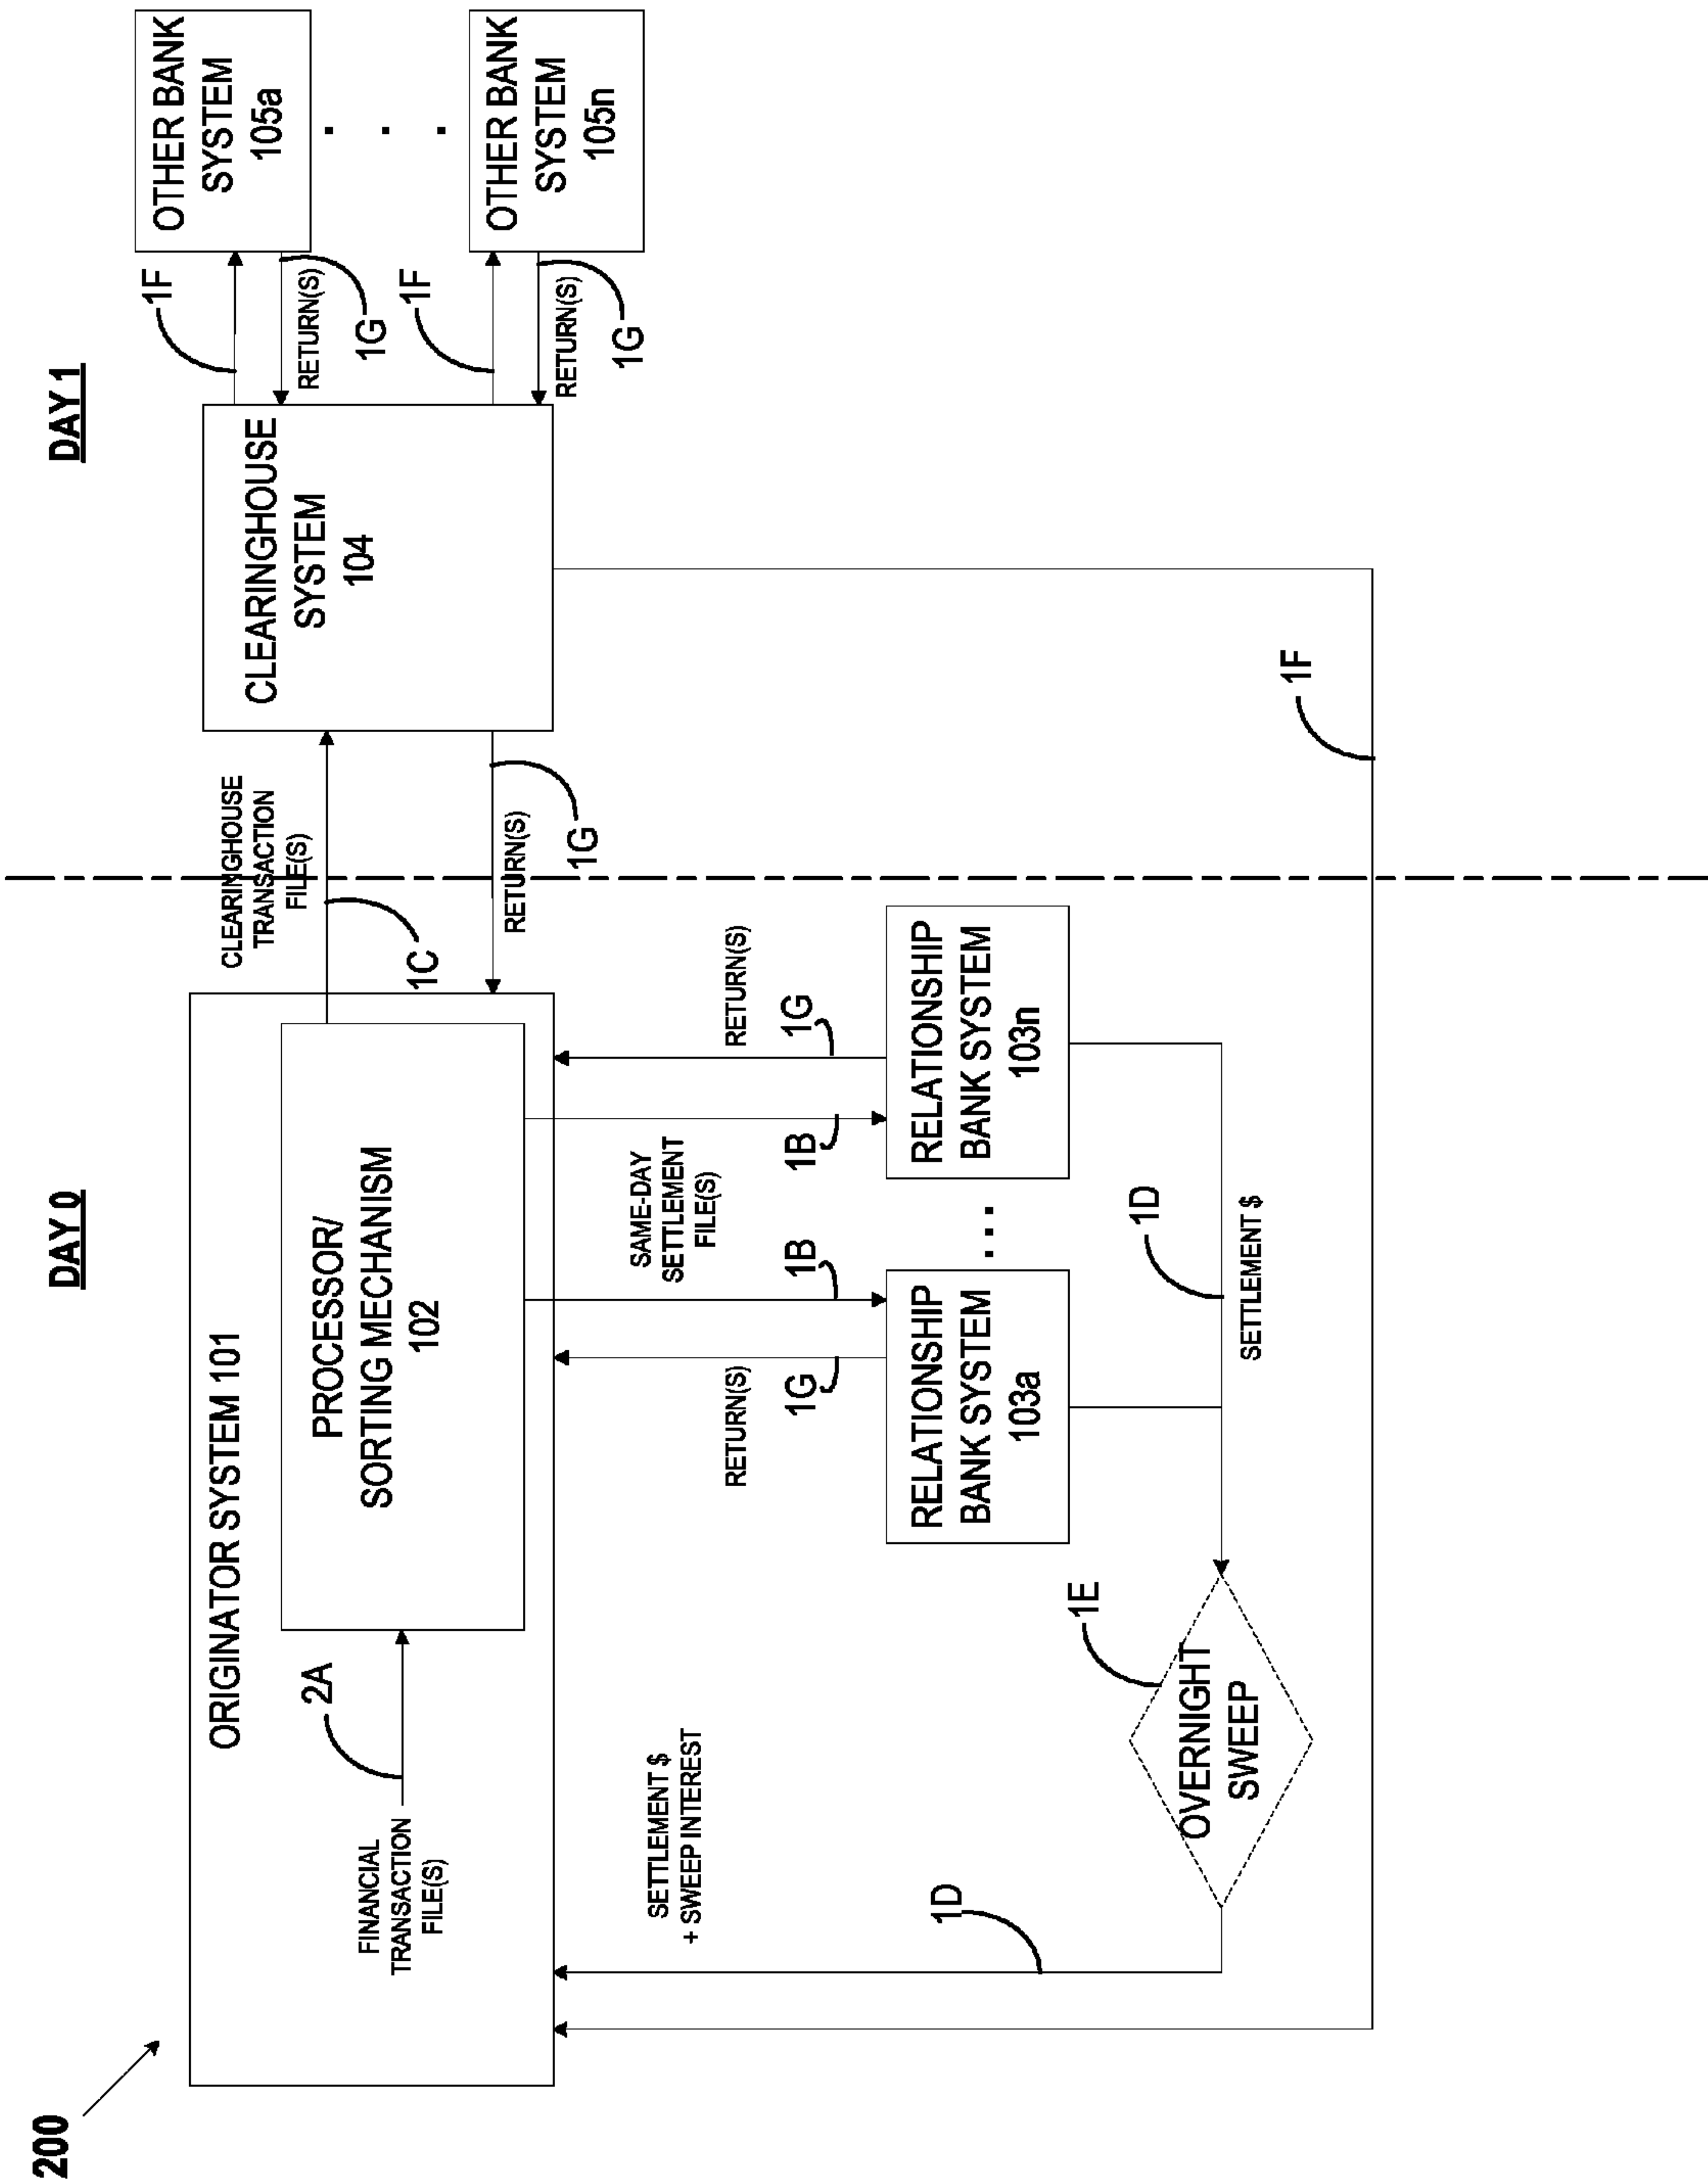 200
DAY 0
DAY 1
ORIGINATOR SYSTEM 101
FINANCIAL
TRANSACTION
FILE(S)
2A
PROCESSOR/
SORTING MECHANISM
102
CLEARINGHOUSE
TRANSACTION
FILE(S)
1C
RETURN(S)
1G
CLEARINGHOUSE
SYSTEM
104
1F
RETURN(S)
1G
OTHER BANK
SYSTEM
105a
. . .
1F
RETURN(S)
1G
OTHER BANK
SYSTEM
105n
SETTLEMENT $
+ SWEEP INTEREST
1D
RETURN(S)
1G
1B
SAME-DAY
SETTLEMENT
FILE(S)
1B
RETURN(S)
1G
RELATIONSHIP
BANK SYSTEM
103a
. . .
RELATIONSHIP
BANK SYSTEM
103n
1E
OVERNIGHT
SWEEP
1D
SETTLEMENT $
1F